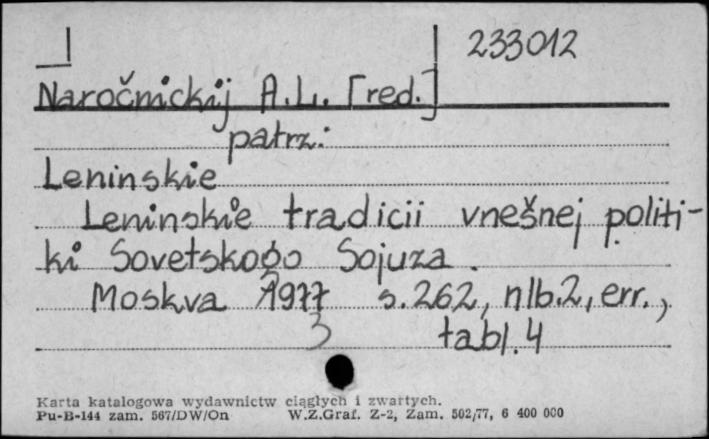 233012
Naročnickij A.L. [red.]
patrz:
Leninskie
Leninskie tradicii vnešnej politi-
ki Sovetskogo Sojuza.
Moskva 1977 s. 262, nlb. 2, err.,
3 tabl. 4
Karta katalogowa wydawnictw ciągłych i zwartych.
Pu-B-144 zam. 567/DW/On W.Z.Graf. Z-2, Zam. 502/77, 6 400 000